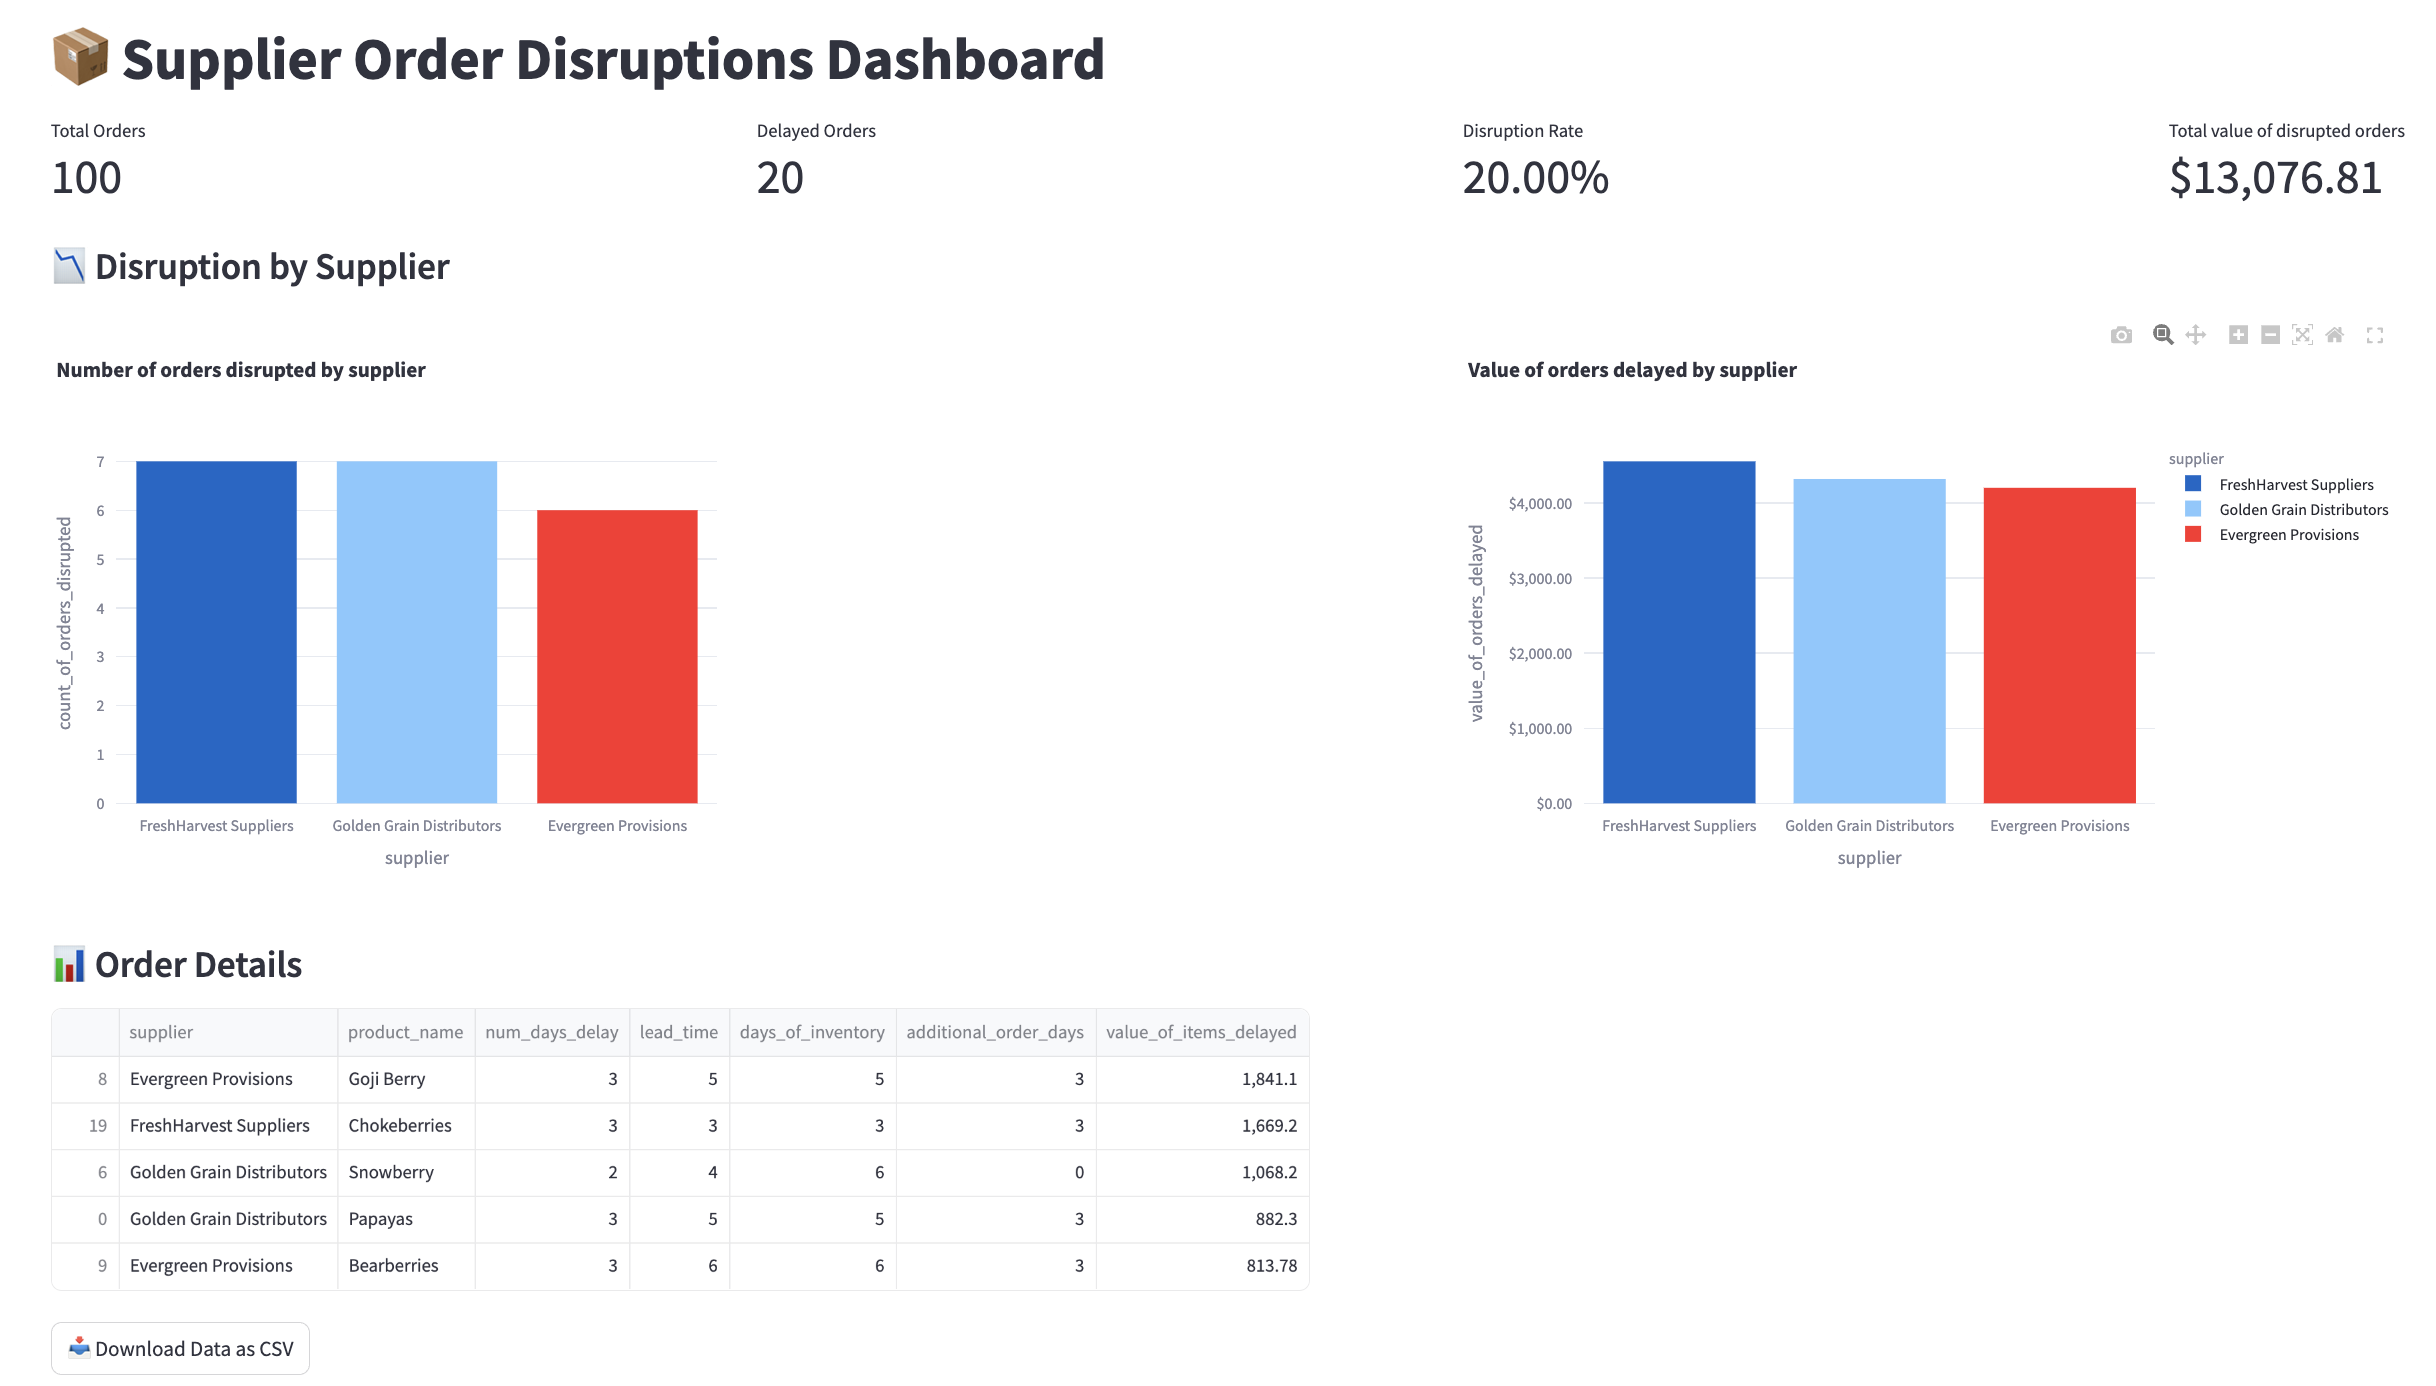 Supplier Order Disruptions Dashboard
Total Orders
100
Delayed Orders
20
Disruption Rate
20.00%
Total value of disrupted orders
$13,076.81
Disruption by Supplier
Number of orders disrupted by supplier
count_of_orders_disrupted
7
6
5
4
3
2
1
0
FreshHarvest Suppliers
Golden Grain Distributors
Evergreen Provisions
supplier
Value of orders delayed by supplier
value_of_orders_delayed
$4,000.00
$3,000.00
$2,000.00
$1,000.00
$0.00
FreshHarvest Suppliers
Golden Grain Distributors
Evergreen Provisions
supplier
supplier
FreshHarvest Suppliers
Golden Grain Distributors
Evergreen Provisions
Order Details
supplier product_name num_days_delay lead_time days_of_inventory additional_order_days value_of_items_delayed
8 Evergreen Provisions Goji Berry 3 5 5 3 1,841.1
19 FreshHarvest Suppliers Chokeberries 3 3 3 3 1,669.2
6 Golden Grain Distributors Snowberry 2 4 6 0 1,068.2
0 Golden Grain Distributors Papayas 3 5 5 3 882.3
9 Evergreen Provisions Bearberries 3 6 6 3 813.78
Download Data as CSV